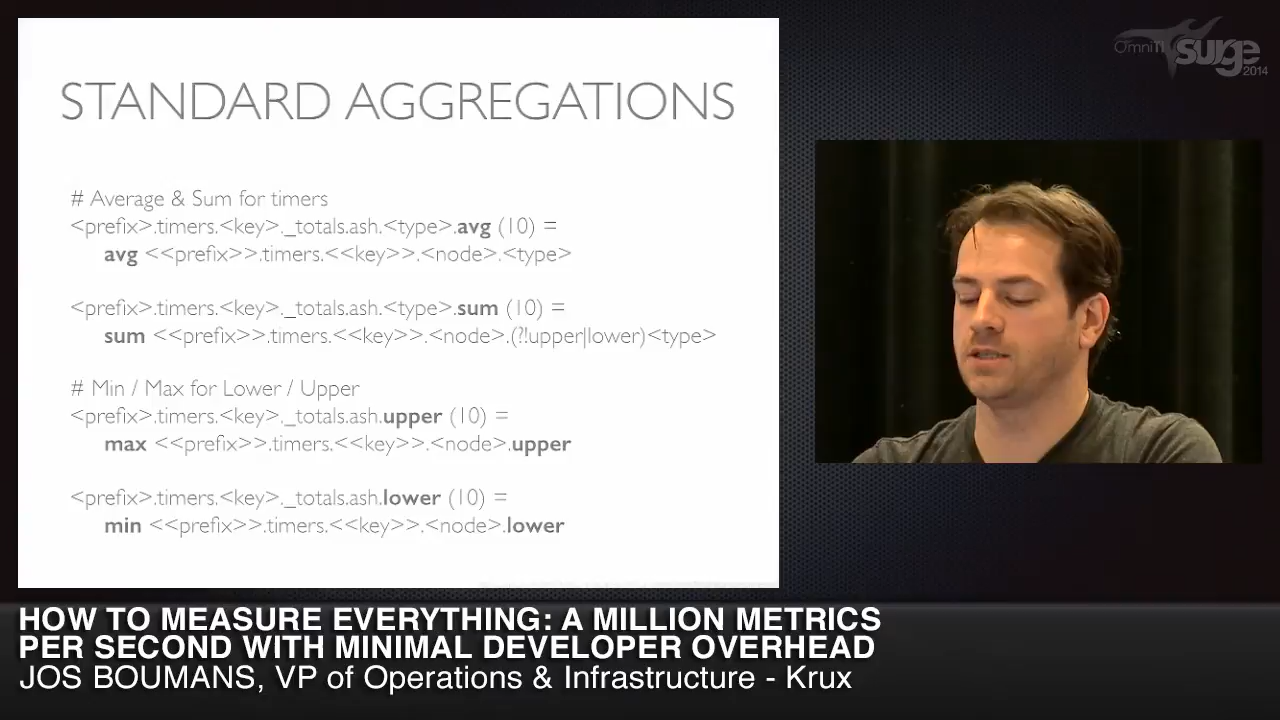 OmniTI surge 2014
STANDARD AGGREGATIONS
# Average & Sum for timers
<prefix>.timers.<key>._totals.ash.<type>.avg (10) =
avg <<prefix>>.timers.<<key>>.<node>.<type>
<prefix>.timers.<key>._totals.ash.<type>.sum (10) =
sum <<prefix>>.timers.<<key>>.<node>.(?!upper|lower)<type>
# Min / Max for Lower / Upper
<prefix>.timers.<key>._totals.ash.upper (10) =
max <<prefix>>.timers.<<key>>.<node>.upper
<prefix>.timers.<key>._totals.ash.lower (10) =
min <<prefix>>.timers.<<key>>.<node>.lower
HOW TO MEASURE EVERYTHING: A MILLION METRICS
PER SECOND WITH MINIMAL DEVELOPER OVERHEAD
JOS BOUMANS, VP of Operations & Infrastructure - Krux